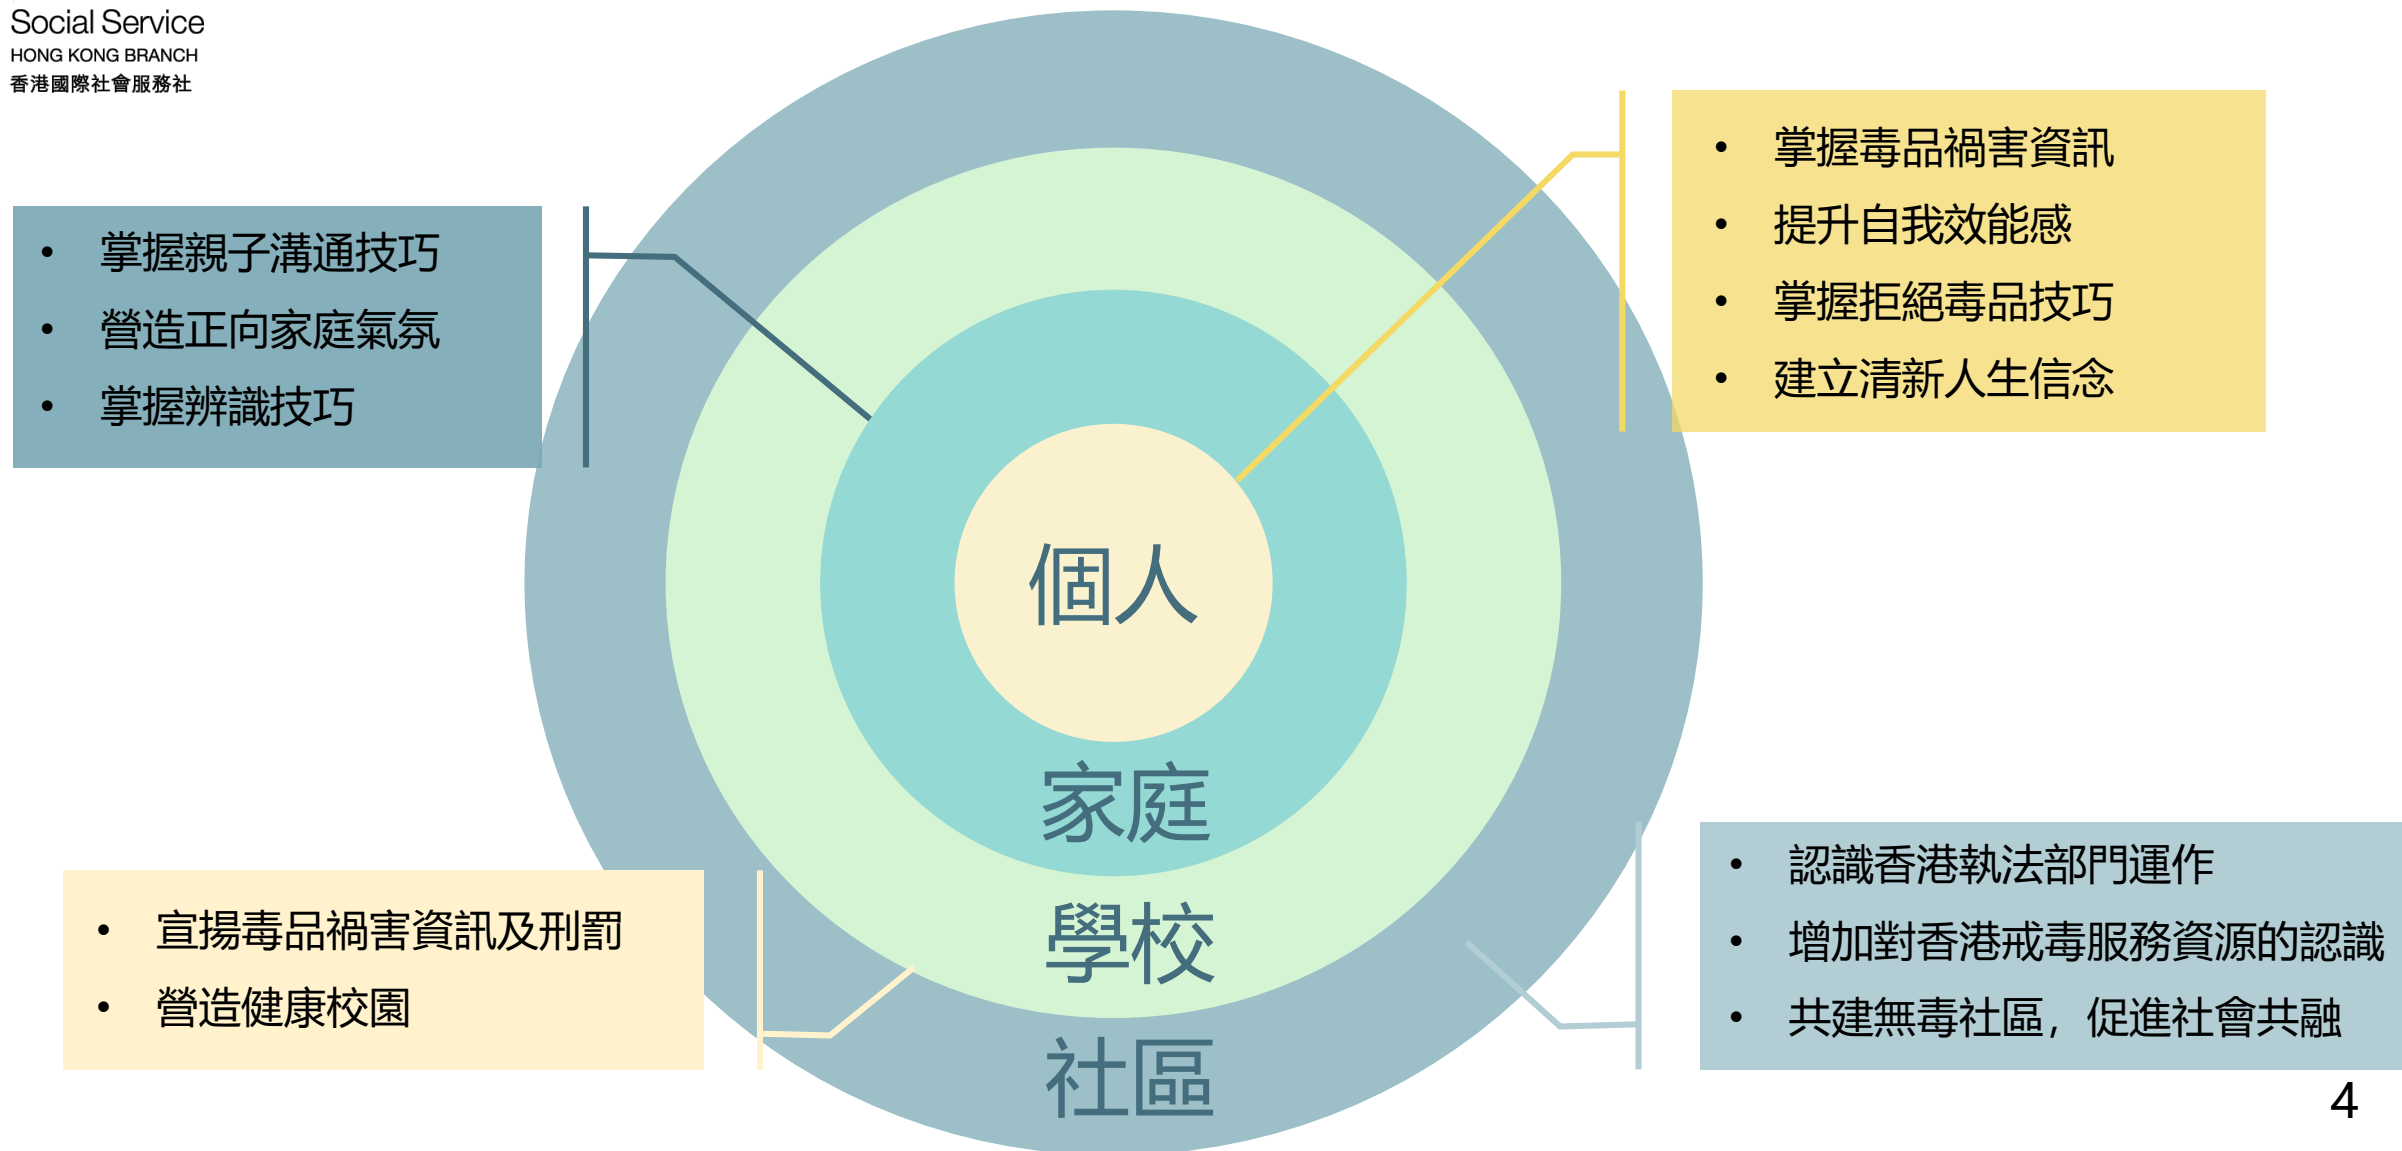 Social Service
HONG KONG BRANCH
香港國際社會服務社
• 掌握親子溝通技巧
• 營造正向家庭氣氛
• 掌握辨識技巧
• 掌握毒品禍害資訊
• 提升自我效能感
• 掌握拒絕毒品技巧
• 建立清新人生信念
個人
家庭
學校
社區
• 宣揚毒品禍害資訊及刑罰
• 營造健康校園
• 認識香港執法部門運作
• 增加對香港戒毒服務資源的認識
• 共建無毒社區，促進社會共融
4